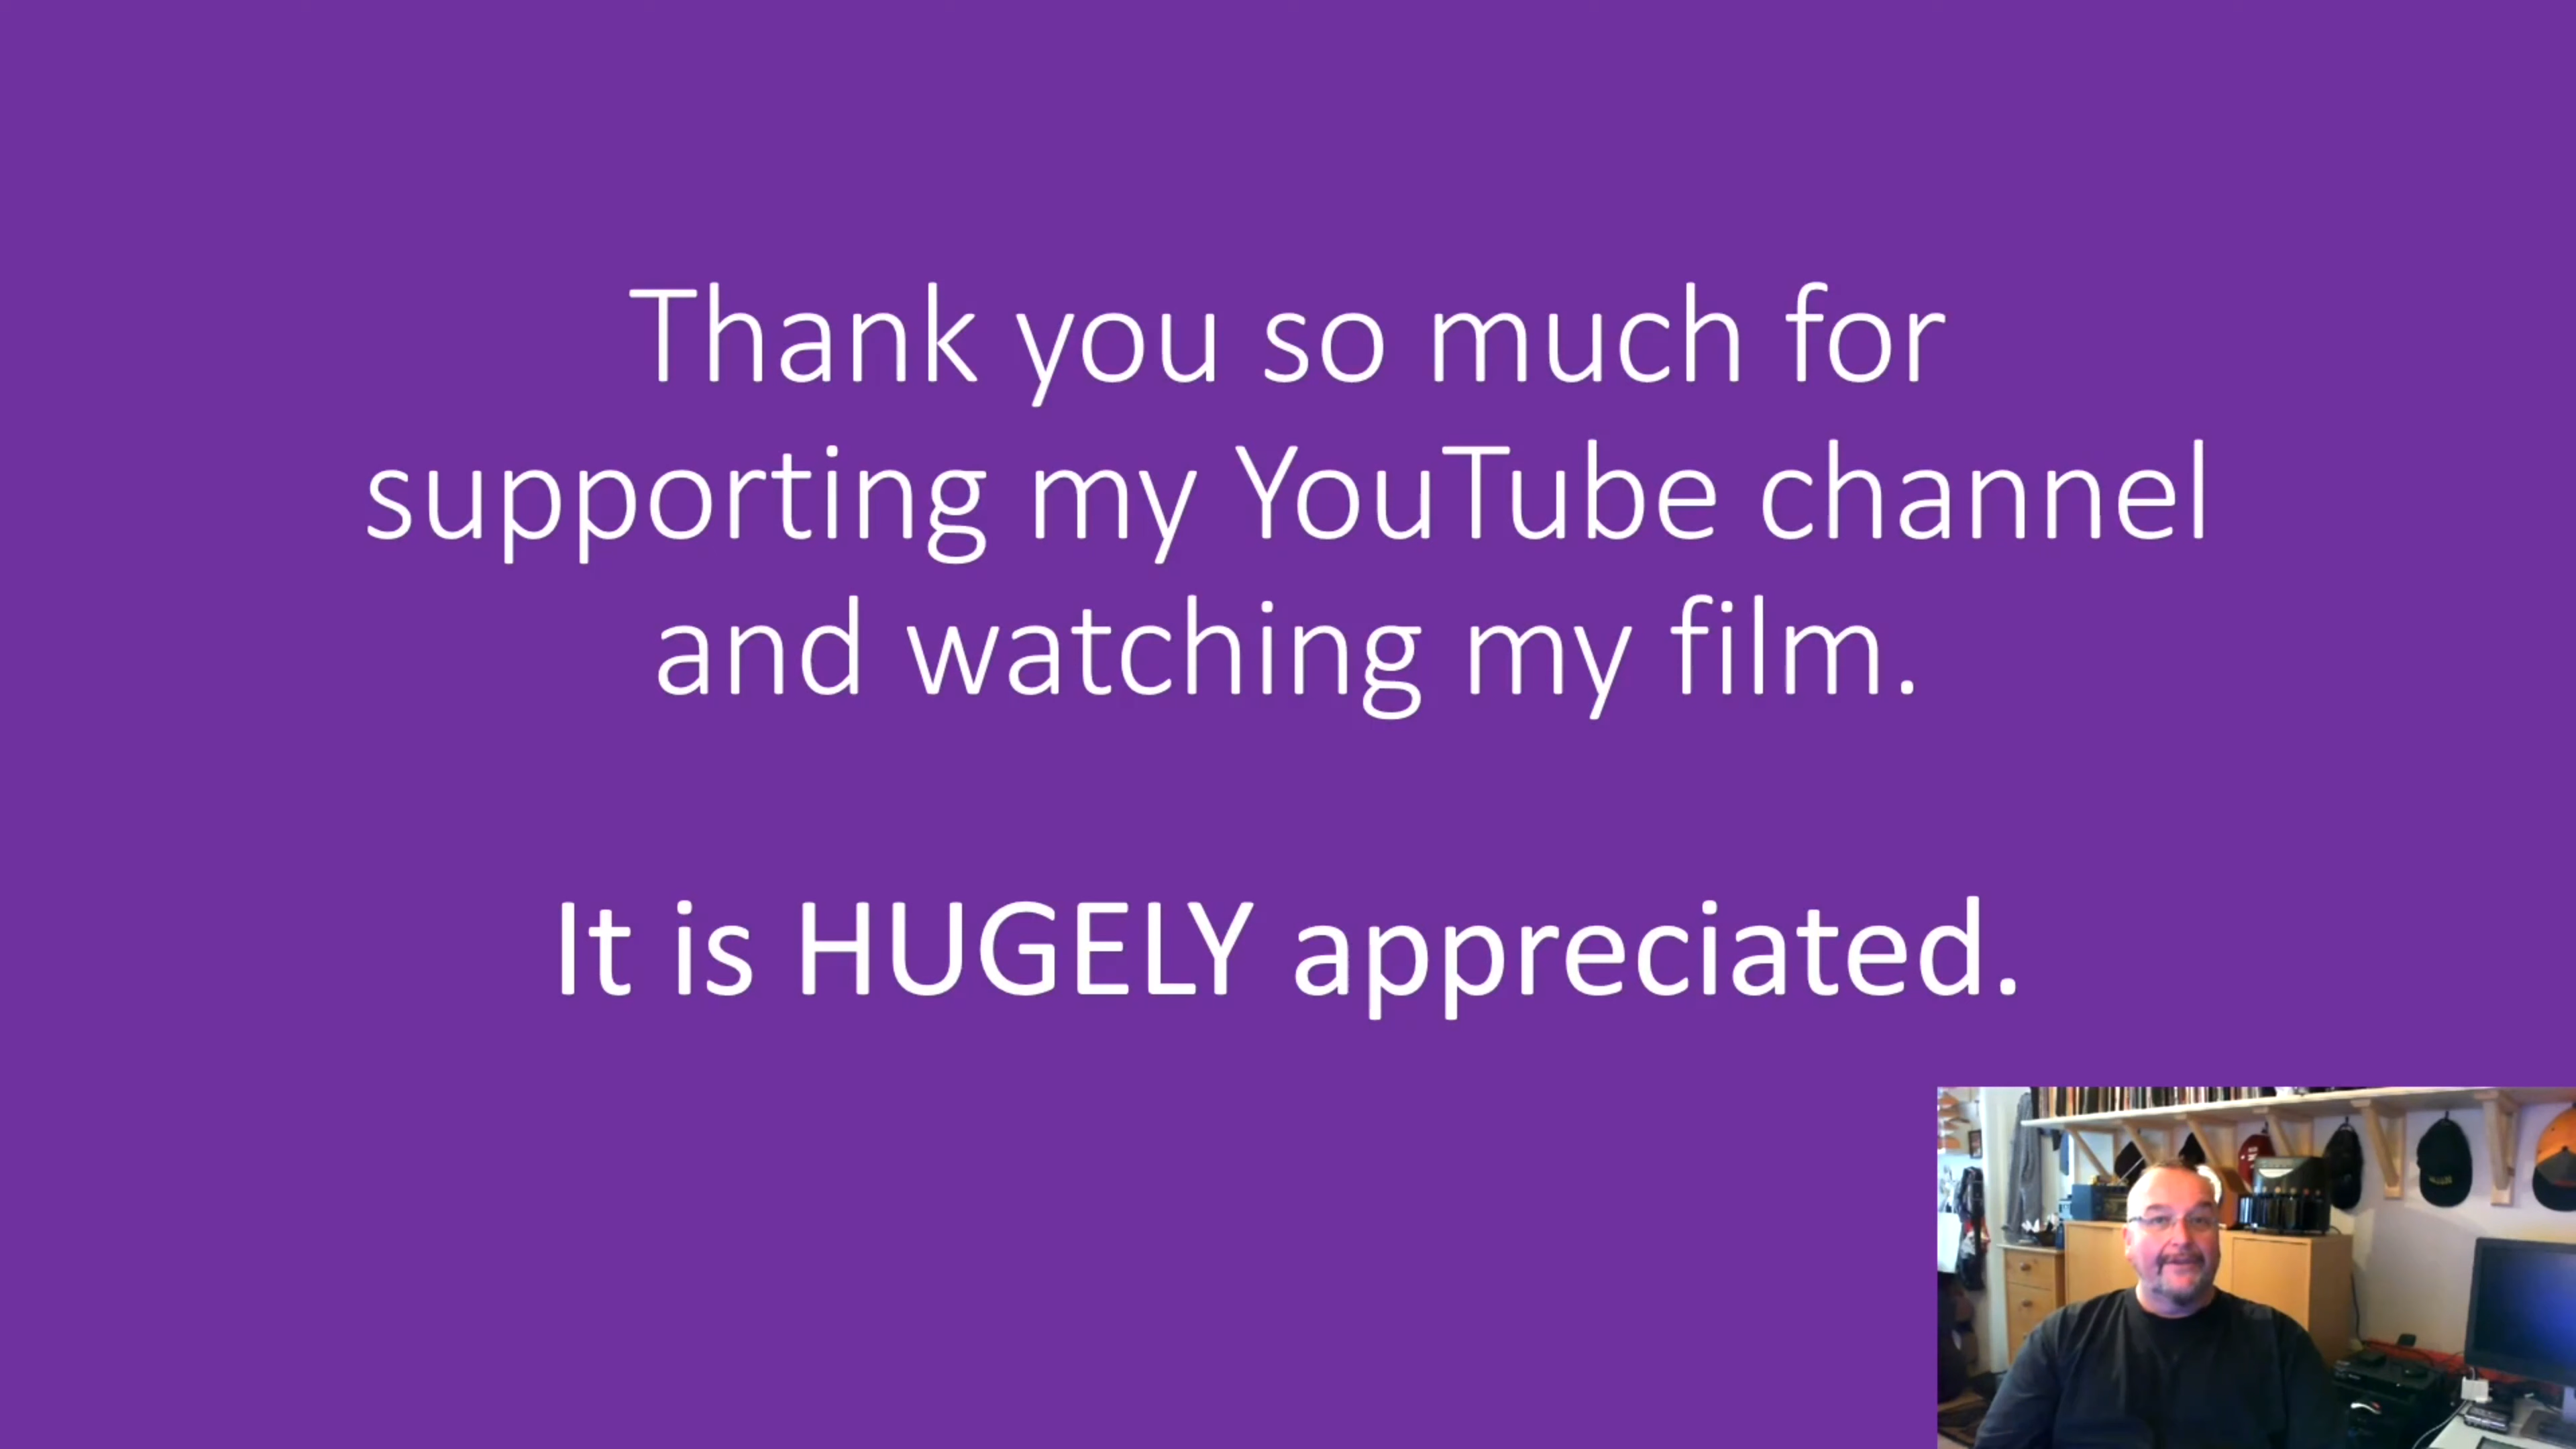 Thank you so much for
supporting my YouTube channel
and watching my film.
It is HUGELY appreciated.